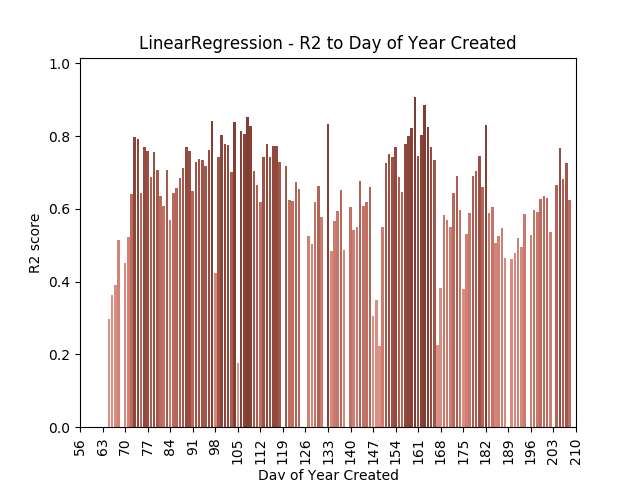 LinearRegression - R2 to Day of Year Created
1.0
0.8
0.6
0.4
0.2
0.0
R2 score
56 63 70 77 84 91 98 105 112 119 126 133 140 147 154 161 168 175 182 189 196 203 210
Day of Year Created